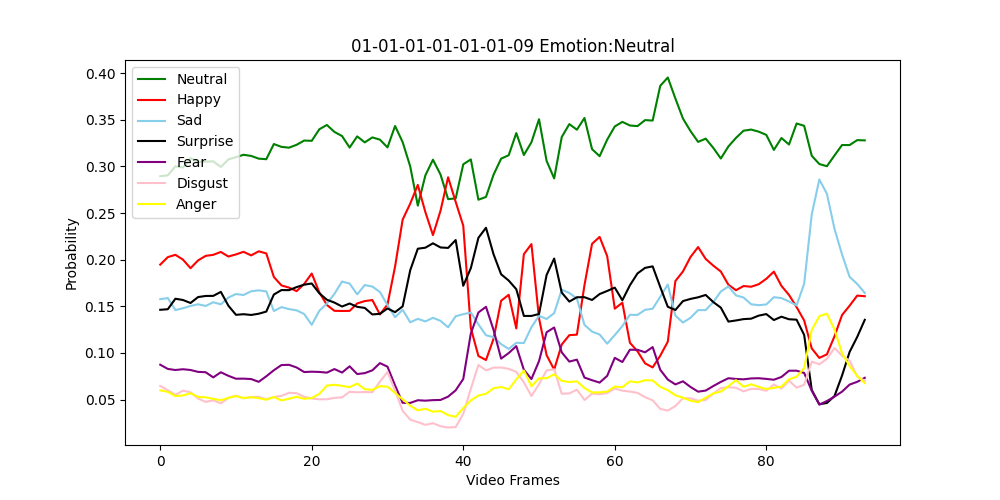 01-01-01-01-01-01-09 Emotion:Neutral
Neutral
Happy
Sad
Surprise
Fear
Disgust
Anger
0.40
0.35
0.30
0.25
0.20
0.15
0.10
0.05
Probability
0 20 40 60 80
Video Frames